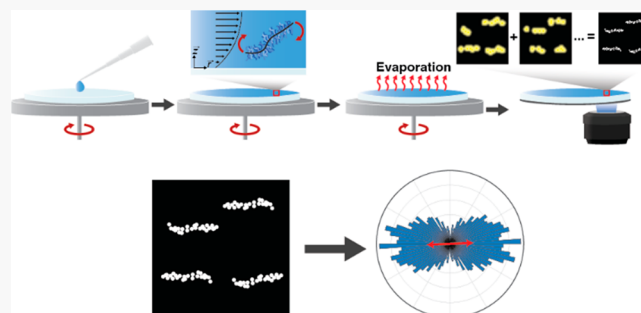 Evaporation
+
... =